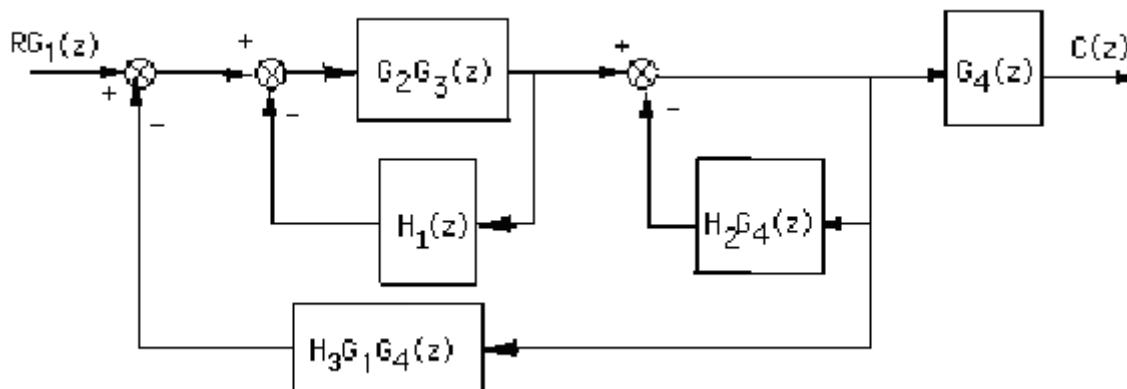 RG₁(z)
+
−
+
−
G₂G₃(z)
H₁(z)
+
−
H₂G₄(z)
G₄(z)
C(z)
H₃G₁G₄(z)